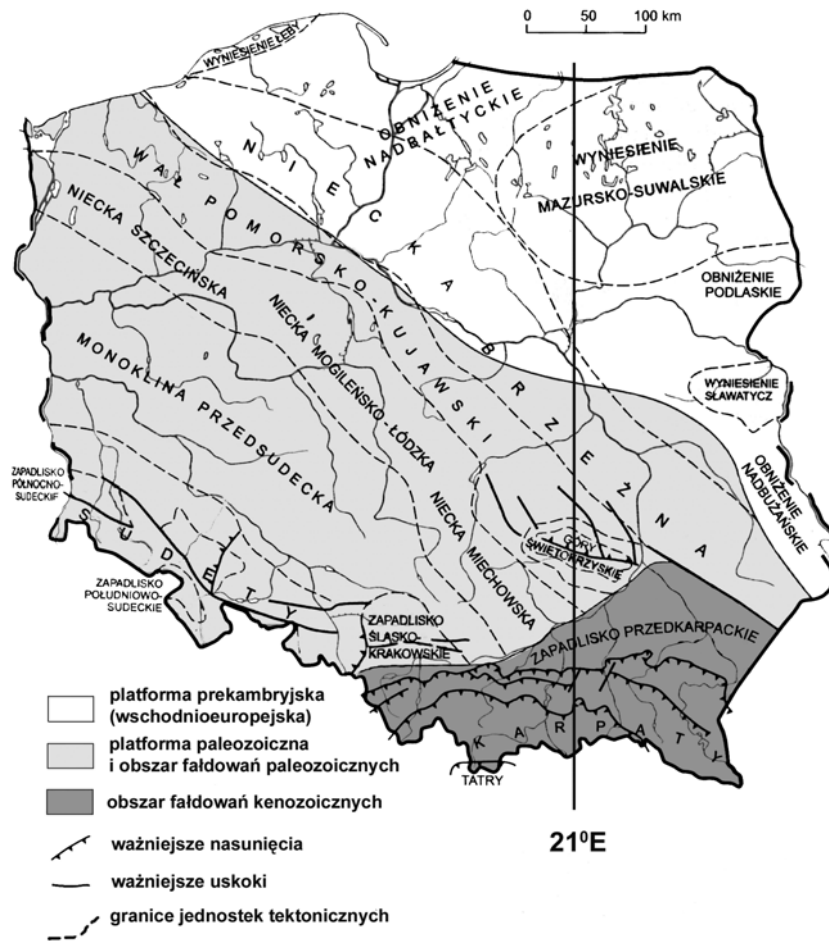 0 50 100 km
WYNIESIENIE ŁEBY
OBNIŻENIE
NADBAŁTYCKIE
WYNIESIENIE
MAZURSKO-SUWALSKIE
NIECKA BRZEŻNA
WAŁ POMORSKO-KUJAWSKI
NIECKA SZCZECIŃSKA
OBNIŻENIE
PODLASKIE
NIECKA MOGILEŃSKO-ŁÓDZKA
MONOKLINA PRZEDSUDECKA
WYNIESIENIE
SŁAWATYCZ
OBNIŻENIE
NADBUŻAŃSKIE
ZAPADLISKO
PÓŁNOCNO-
SUDECKIE
SUDETY
NIECKA
MIECHOWSKA
GÓRY
ŚWIĘTOKRZYSKIE
ZAPADLISKO
POŁUDNIOWO-
SUDECKIE
ZAPADLISKO
ŚLĄSKO-
KRAKOWSKIE
ZAPADLISKO PRZEDKARPACKIE
KARPATY
TATRY
21⁰E
platforma prekambryjska
(wschodnioeuropejska)
platforma paleozoiczna
i obszar fałdowań paleozoicznych
obszar fałdowań kenozoicznych
ważniejsze nasunięcia
ważniejsze uskoki
granice jednostek tektonicznych